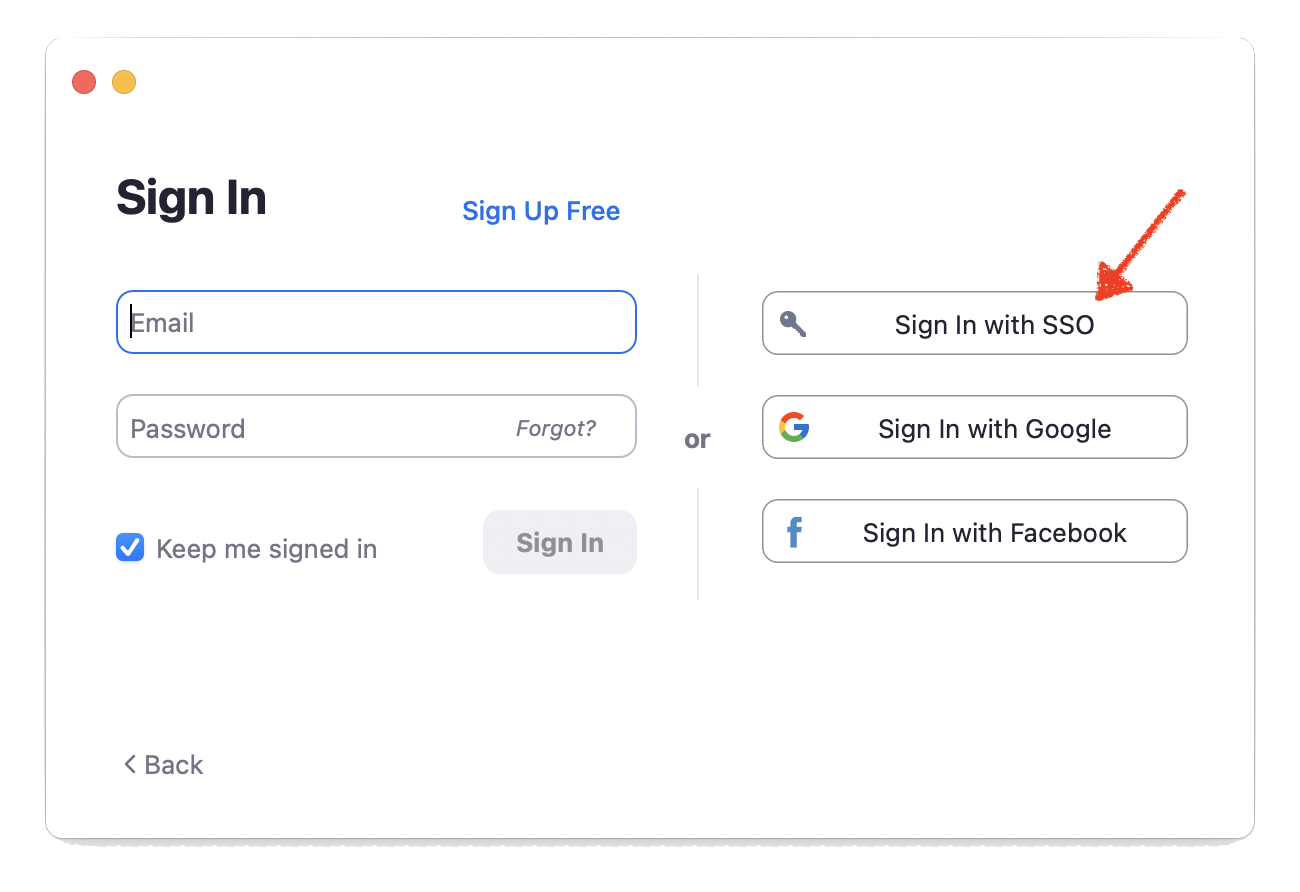 Sign In
Sign Up Free
Email
Password
Forgot?
Keep me signed in
Sign In
or
Sign In with SSO
Sign In with Google
Sign In with Facebook
Back